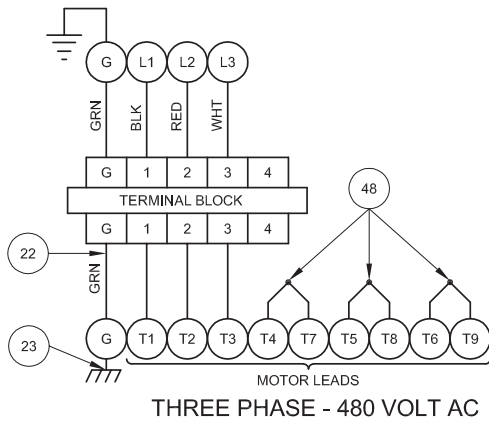 G L1 L2 L3
GRN BLK RED WHT
G 1 2 3 4
TERMINAL BLOCK
G 1 2 3 4
48
22
GRN
23
G T1 T2 T3 T4 T7 T5 T8 T6 T9
MOTOR LEADS
THREE PHASE - 480 VOLT AC